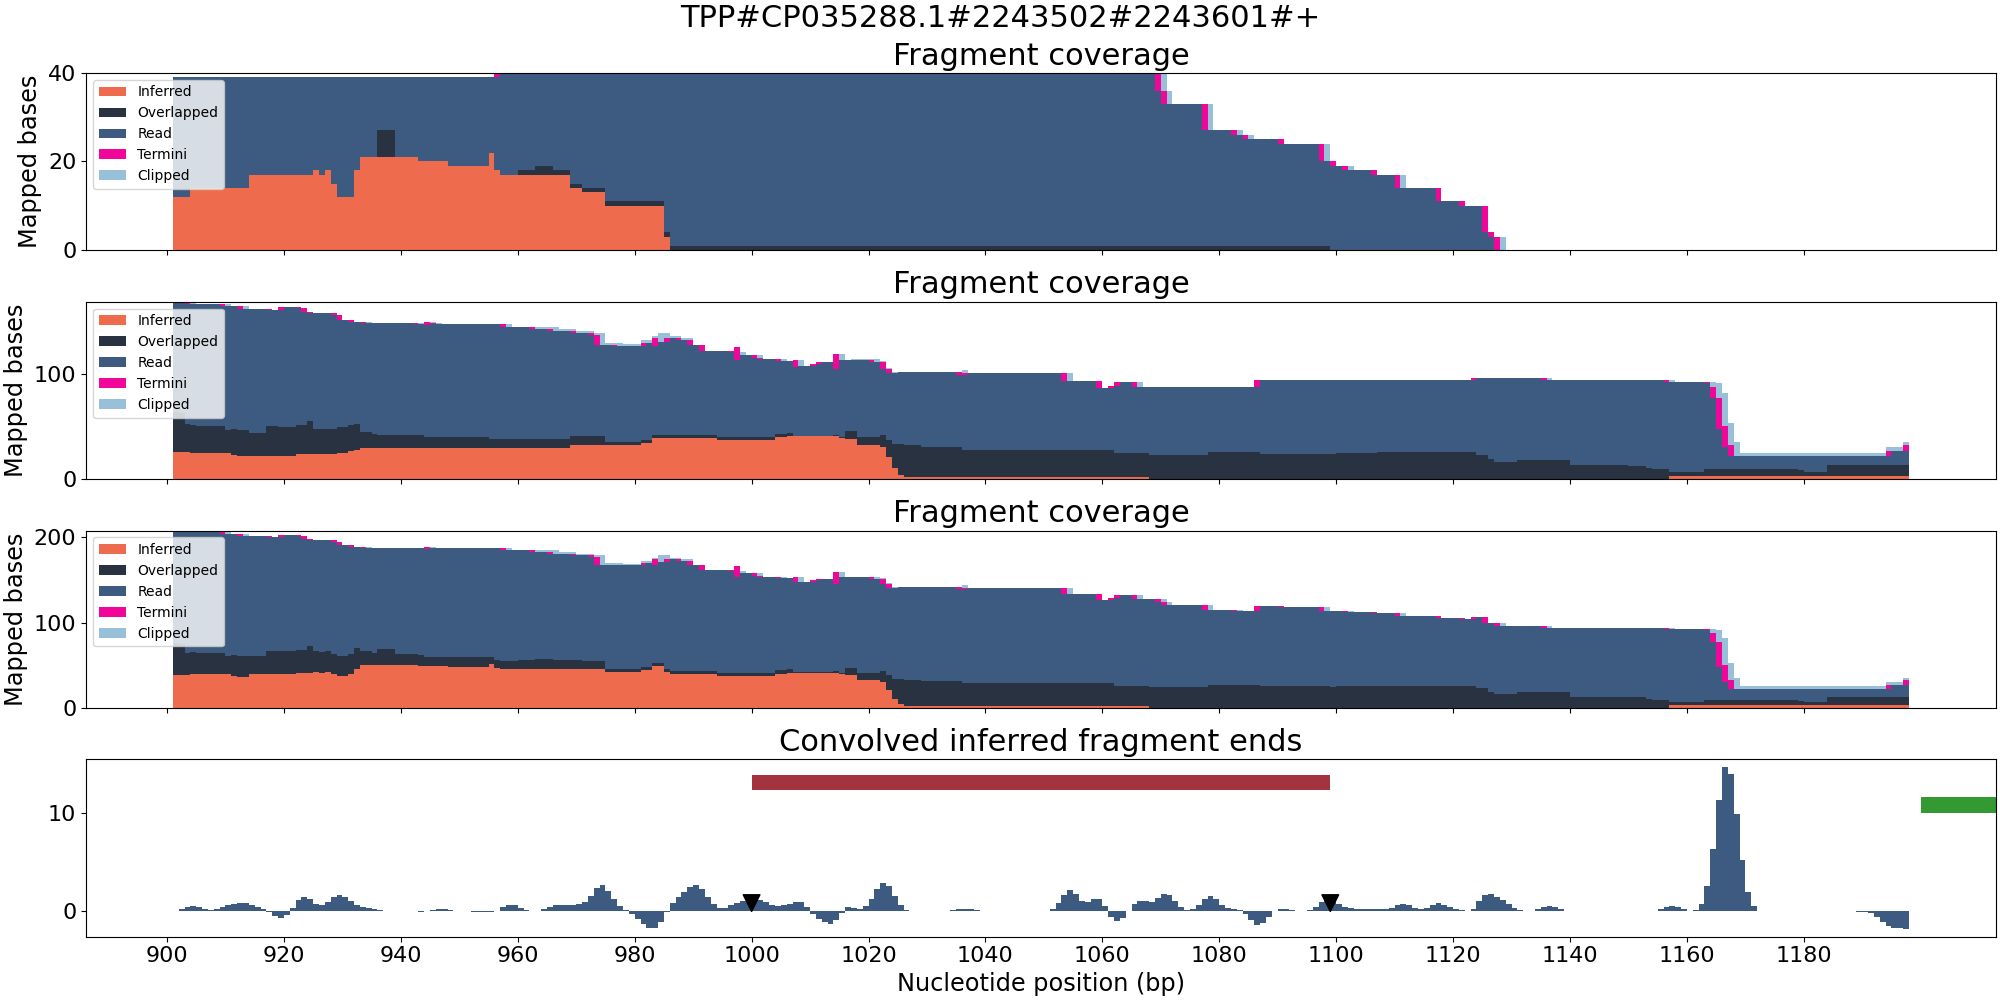 TPP#CP035288.1#2243502#2243601#+
Fragment coverage
Mapped bases
40
20
0
Inferred
Overlapped
Read
Termini
Clipped
Fragment coverage
Mapped bases
100
0
Inferred
Overlapped
Read
Termini
Clipped
Fragment coverage
Mapped bases
200
100
0
Inferred
Overlapped
Read
Termini
Clipped
Convolved inferred fragment ends
10
0
900 920 940 960 980 1000 1020 1040 1060 1080 1100 1120 1140 1160 1180
Nucleotide position (bp)